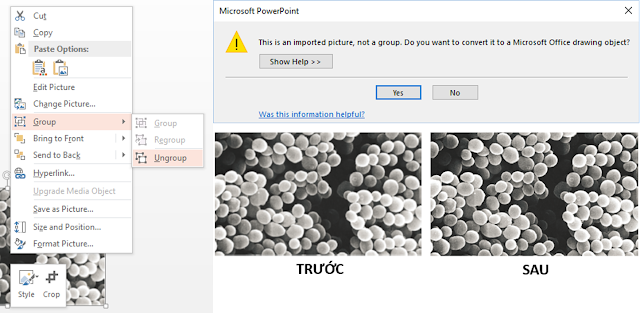 Cut
Copy
Paste Options:
Edit Picture
Change Picture...
Group
Bring to Front
Send to Back
Hyperlink...
Upgrade Media Object
Save as Picture...
Size and Position...
Format Picture...
Style
Crop
Group
Regroup
Ungroup
Microsoft PowerPoint
This is an imported picture, not a group. Do you want to convert it to a Microsoft Office drawing object?
Show Help >>
Yes
No
Was this information helpful?
TRƯỚC
SAU